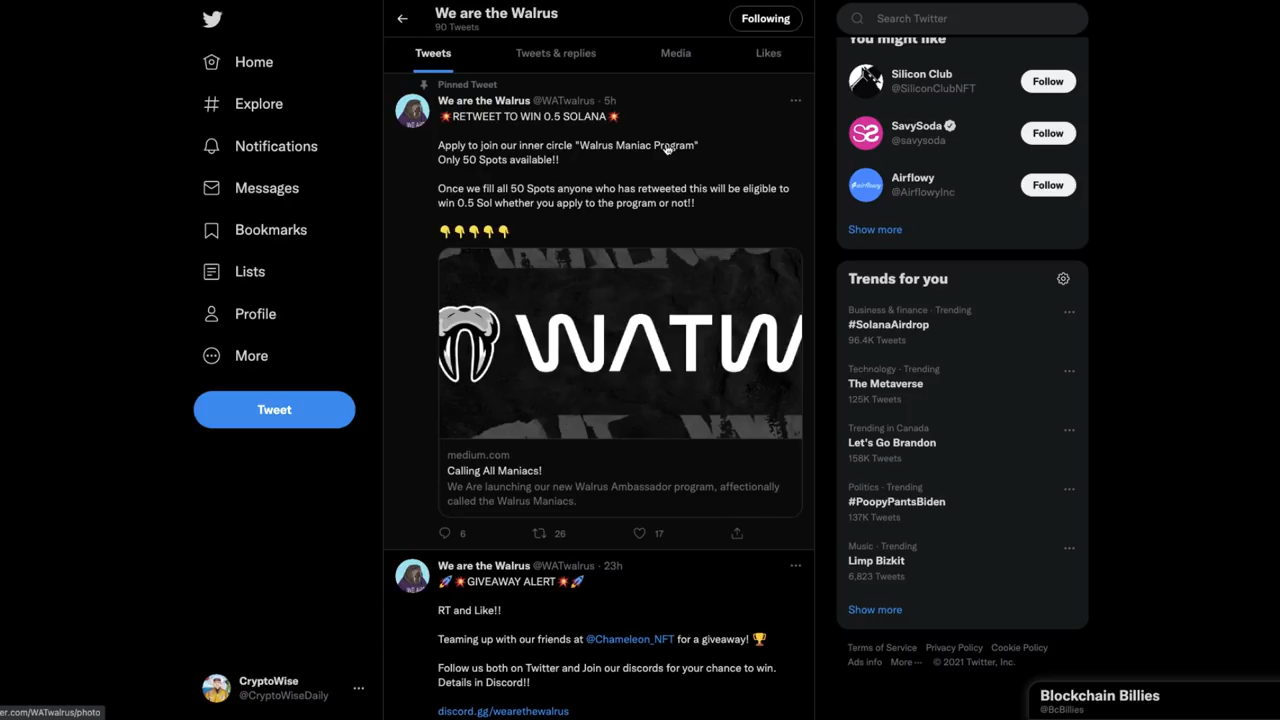 Home
Explore
Notifications
Messages
Bookmarks
Lists
Profile
More
Tweet
CryptoWise
@CryptoWiseDaily
er.com/WATwalrus/photo
We are the Walrus
90 Tweets
Following
Tweets
Tweets & replies
Media
Likes
Pinned Tweet
We are the Walrus @WATwalrus · 5h
💥RETWEET TO WIN 0.5 SOLANA💥
Apply to join our inner circle "Walrus Maniac Program"
Only 50 Spots available!!
Once we fill all 50 Spots anyone who has retweeted this will be eligible to
win 0.5 Sol whether you apply to the program or not!!
👇👇👇👇👇
WATW
medium.com
Calling All Maniacs!
We Are launching our new Walrus Ambassador program, affectionally
called the Walrus Maniacs.
6
26
17
We are the Walrus @WATwalrus · 23h
🚀💥GIVEAWAY ALERT💥🚀
RT and Like!!
Teaming up with our friends at @Chameleon_NFT for a giveaway! 🏆
Follow us both on Twitter and Join our discords for your chance to win.
Details in Discord!!
discord.gg/wearethewalrus
Search Twitter
You might like
Silicon Club
@SiliconClubNFT
Follow
SavySoda
@savysoda
Follow
#airflowy
Airflowy
@AirflowyInc
Follow
Show more
Trends for you
Business & finance · Trending
#SolanaAirdrop
96.4K Tweets
Technology · Trending
The Metaverse
125K Tweets
Trending in Canada
Let's Go Brandon
158K Tweets
Politics · Trending
#PoopyPantsBiden
137K Tweets
Music · Trending
Limp Bizkit
6,823 Tweets
Show more
Terms of Service Privacy Policy Cookie Policy
Ads info More ··· © 2021 Twitter, Inc.
Blockchain Billies
@BcBillies